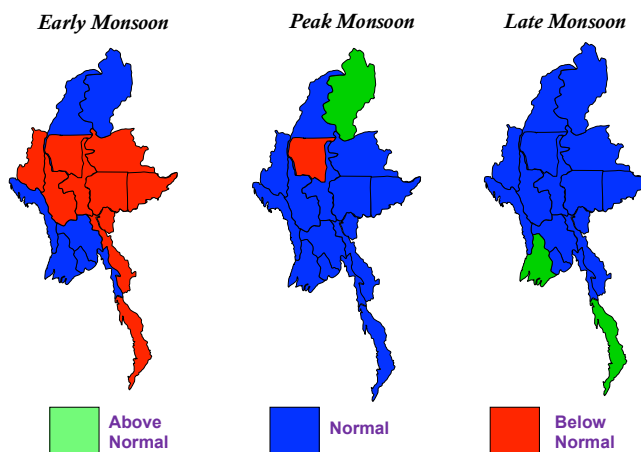 Early Monsoon
Peak Monsoon
Late Monsoon
Above
Normal
Normal
Below
Normal